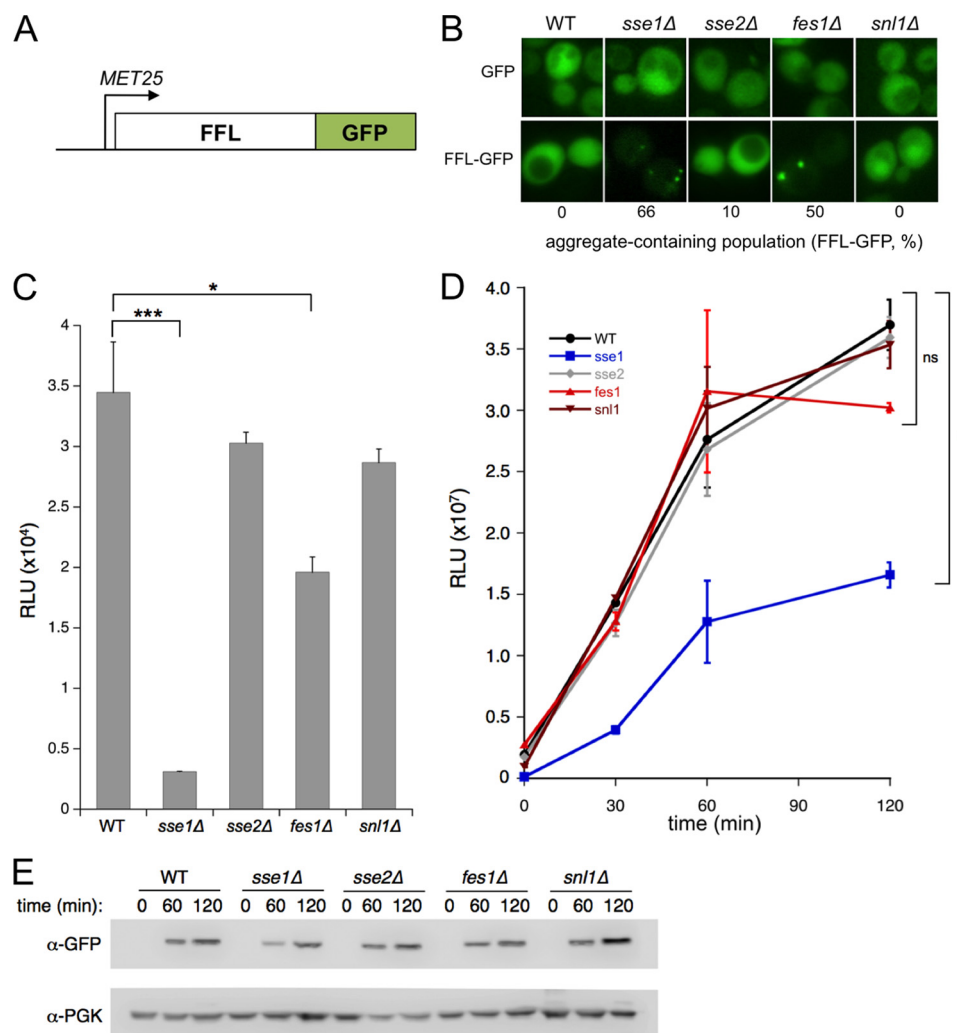 A
MET25
FFL
GFP
B
WT sse1Δ sse2Δ fes1Δ snl1Δ
GFP
FFL-GFP
0 66 10 50 0
aggregate-containing population (FFL-GFP, %)
C
*
***
4
3.5
3
2.5
2
1.5
1
0.5
0
RLU (x10⁴)
WT sse1Δ sse2Δ fes1Δ snl1Δ
D
4.0
3.5
3.0
2.5
2.0
1.5
1.0
0.5
0
RLU (x10⁷)
WT
sse1
sse2
fes1
snl1
ns
0 30 60 90 120
time (min)
E
WT sse1Δ sse2Δ fes1Δ snl1Δ
time (min): 0 60 120 0 60 120 0 60 120 0 60 120 0 60 120
α-GFP
α-PGK